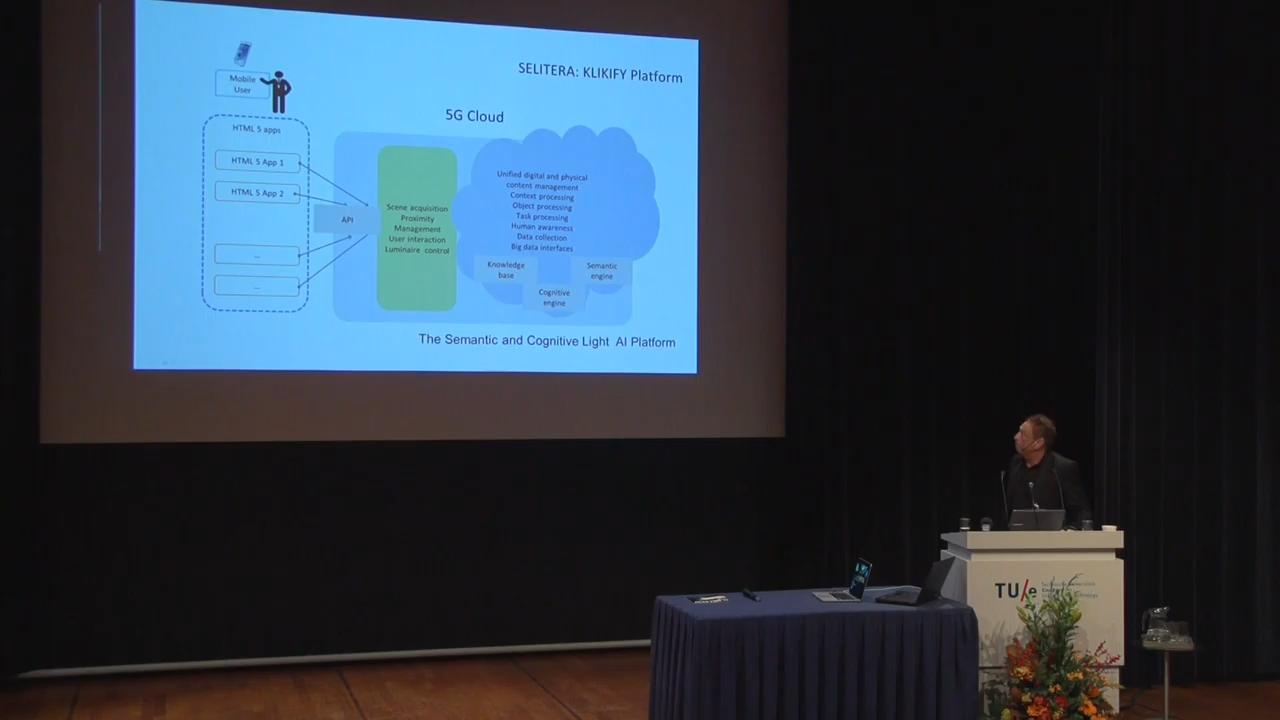 SELITERA: KLIKIFY Platform
Mobile
User
5G Cloud
HTML 5 apps
HTML 5 App 1
HTML 5 App 2
...
...
API
Scene acquisition
Proximity
Management
User interaction
Luminaire control
Unified digital and physical
content management
Context processing
Object processing
Task processing
Human awareness
Data collection
Big data interfaces
Knowledge
base
Semantic
engine
Cognitive
engine
The Semantic and Cognitive Light AI Platform
TU/e